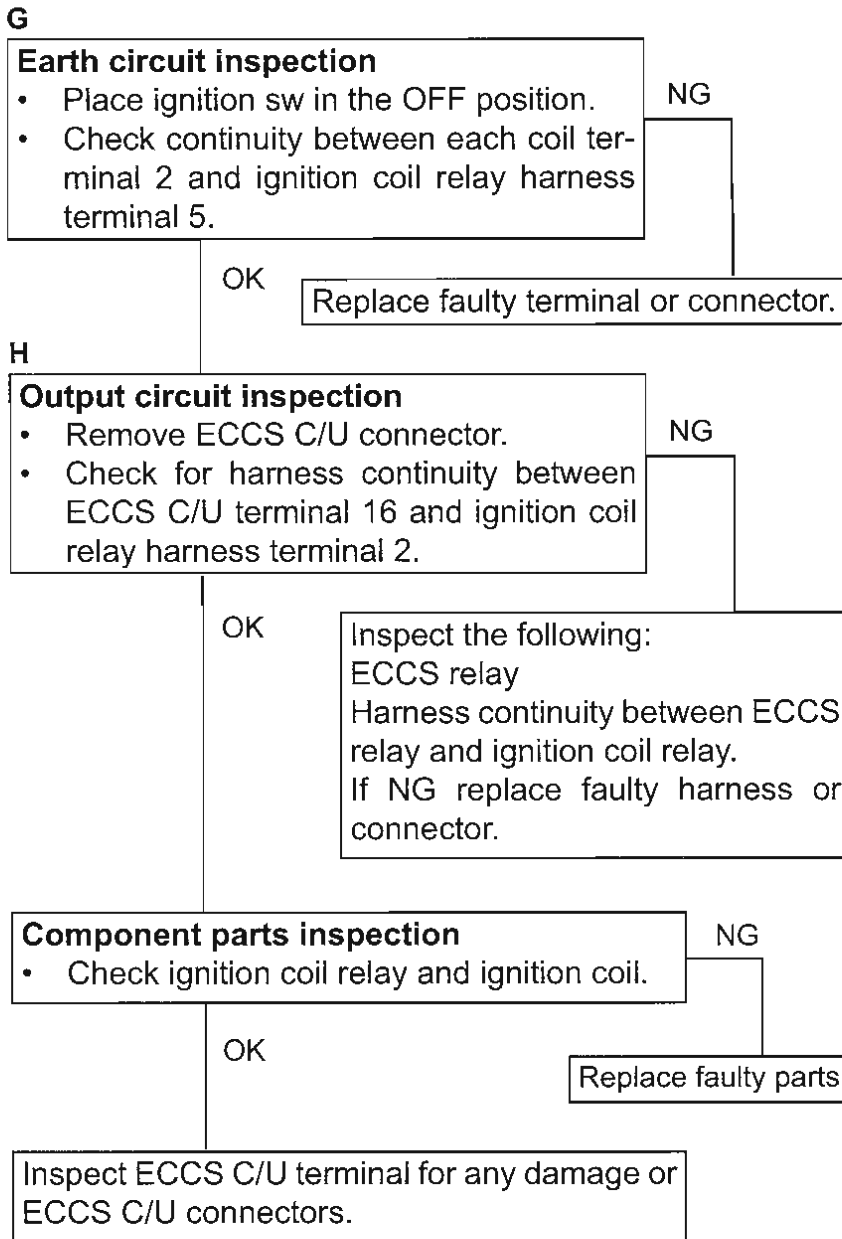 G
Earth circuit inspection
• Place ignition sw in the OFF position.
• Check continuity between each coil ter-
minal 2 and ignition coil relay harness
terminal 5.
NG
OK
Replace faulty terminal or connector.
H
Output circuit inspection
• Remove ECCS C/U connector.
• Check for harness continuity between
ECCS C/U terminal 16 and ignition coil
relay harness terminal 2.
NG
OK
Inspect the following:
ECCS relay
Harness continuity between ECCS
relay and ignition coil relay.
If NG replace faulty harness or
connector.
Component parts inspection
• Check ignition coil relay and ignition coil.
NG
OK
Replace faulty parts
Inspect ECCS C/U terminal for any damage or
ECCS C/U connectors.